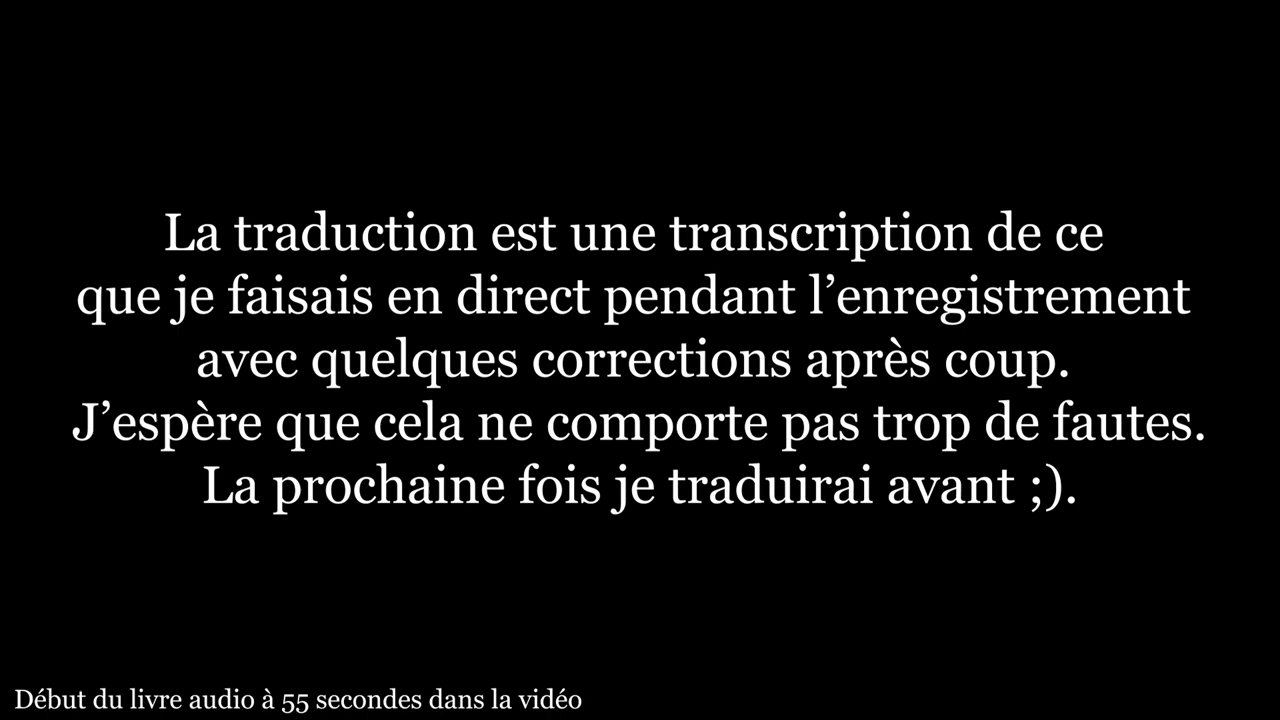 La traduction est une transcription de ce
que je faisais en direct pendant l’enregistrement
avec quelques corrections après coup.
J’espère que cela ne comporte pas trop de fautes.
La prochaine fois je traduirai avant ;).
Début du livre audio à 55 secondes dans la vidéo